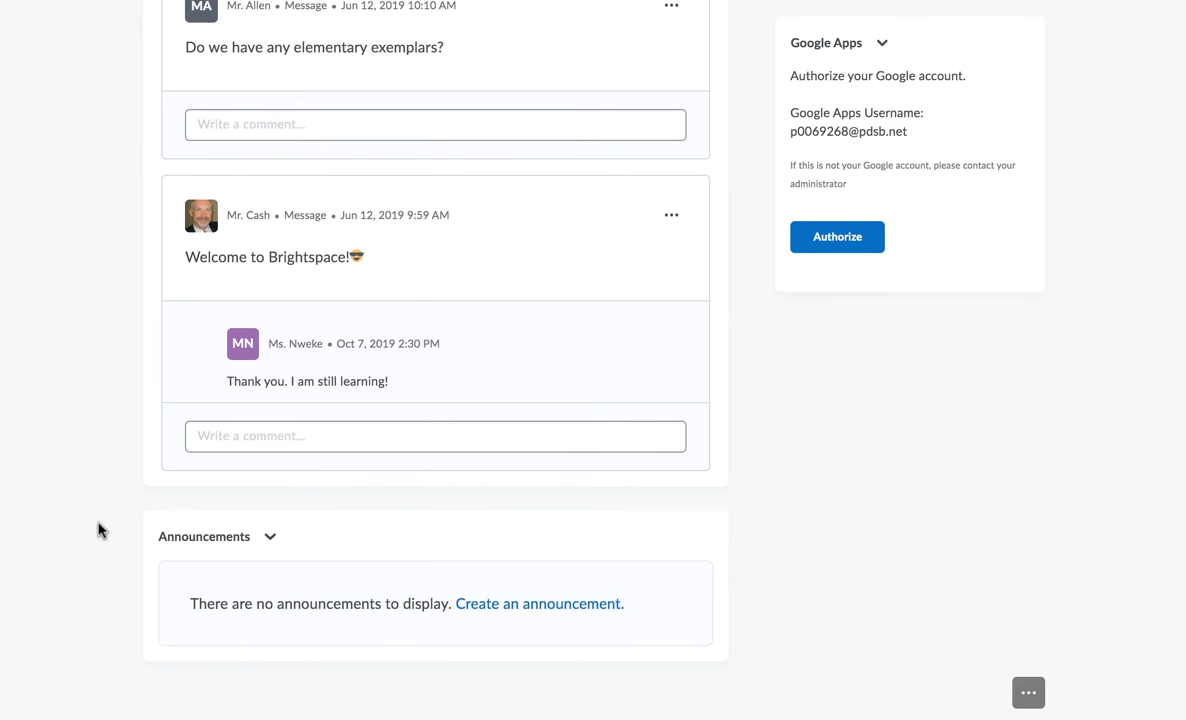 MA Mr. Allen • Message • Jun 12, 2019 10:10 AM
Do we have any elementary exemplars?
Write a comment...
Mr. Cash • Message • Jun 12, 2019 9:59 AM
Welcome to Brightspace!😎
MN Ms. Nweke • Oct 7, 2019 2:30 PM
Thank you. I am still learning!
Write a comment...
Announcements
There are no announcements to display. Create an announcement.
Google Apps
Authorize your Google account.
Google Apps Username:
p0069268@pdsb.net
If this is not your Google account, please contact your
administrator
Authorize